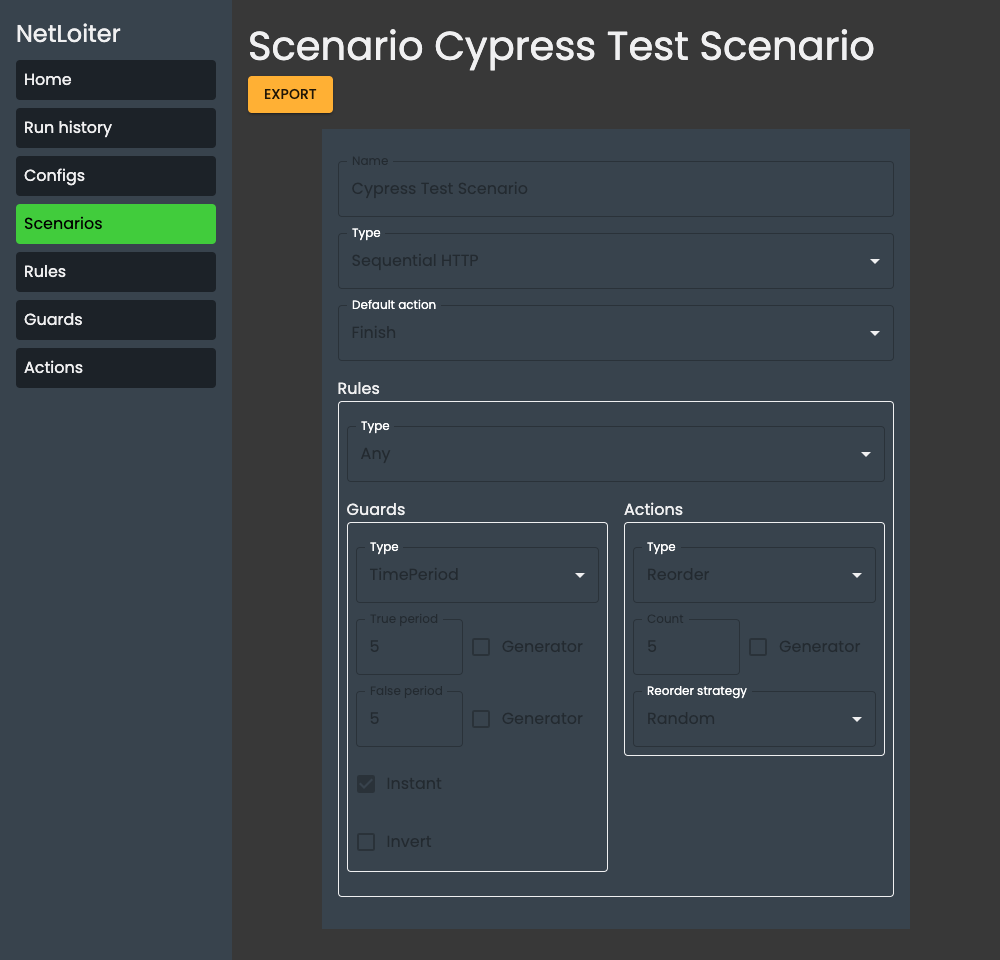 NetLoiter
Home
Run history
Configs
Scenarios
Rules
Guards
Actions
Scenario Cypress Test Scenario
EXPORT
Name
Cypress Test Scenario
Type
Sequential HTTP
Default action
Finish
Rules
Type
Any
Guards
Type
TimePeriod
True period
5
Generator
False period
5
Generator
Instant
Invert
Actions
Type
Reorder
Count
5
Generator
Reorder strategy
Random